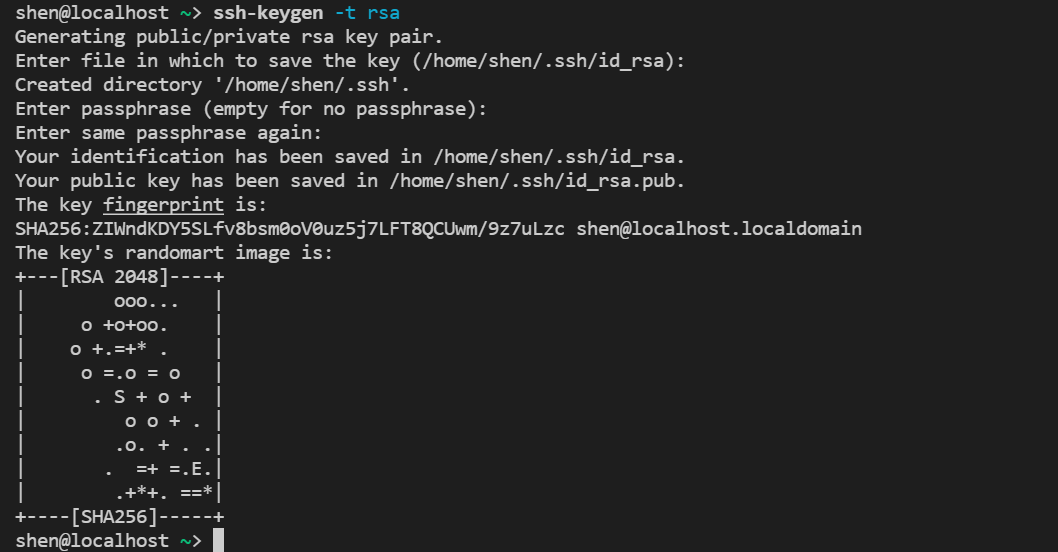 shen@localhost ~> ssh-keygen -t rsa
Generating public/private rsa key pair.
Enter file in which to save the key (/home/shen/.ssh/id_rsa):
Created directory '/home/shen/.ssh'.
Enter passphrase (empty for no passphrase):
Enter same passphrase again:
Your identification has been saved in /home/shen/.ssh/id_rsa.
Your public key has been saved in /home/shen/.ssh/id_rsa.pub.
The key fingerprint is:
SHA256:ZIWndKDY5SLfv8bsm0oV0uz5j7LFT8QCUwm/9z7uLzc shen@localhost.localdomain
The key's randomart image is:
+---[RSA 2048]----+
|        ooo...   |
|     o +o+oo.    |
|    o +.=+* .    |
|     o =.o = o   |
|      . S + o +  |
|         o o + . |
|        .o. + . .|
|       .  =+ =.E.|
|        .+*+. ==*|
+----[SHA256]-----+
shen@localhost ~>